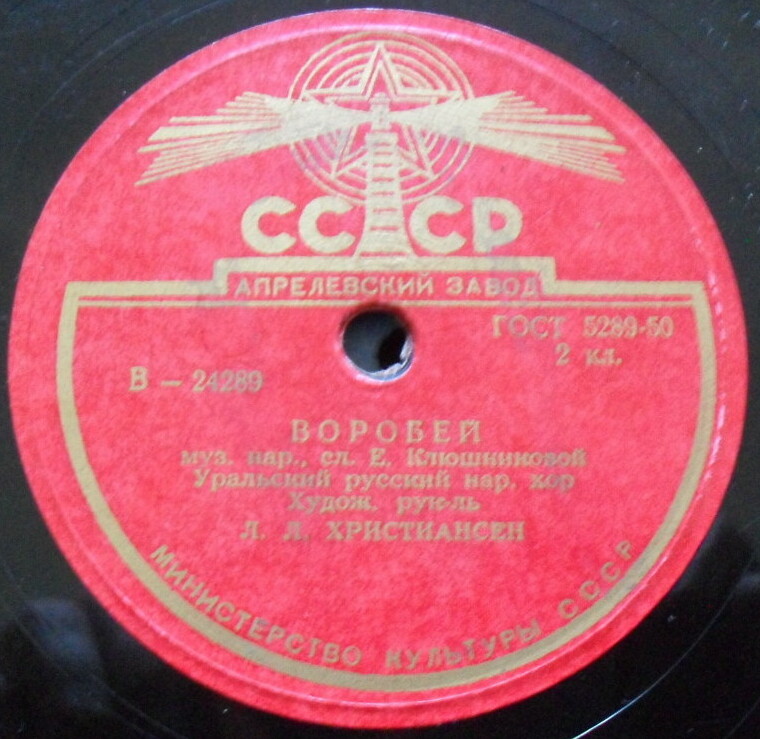 СССР
АПРЕЛЕВСКИЙ ЗАВОД
ГОСТ 5289-50
2 кл.
В — 24289
ВОРОБЕЙ
муз. нар., сл. Е. Клюшниковой
Уральский русский нар. хор
Худож. рук-ль
Л. Л. ХРИСТИАНСЕН
МИНИСТЕРСТВО КУЛЬТУРЫ СССР